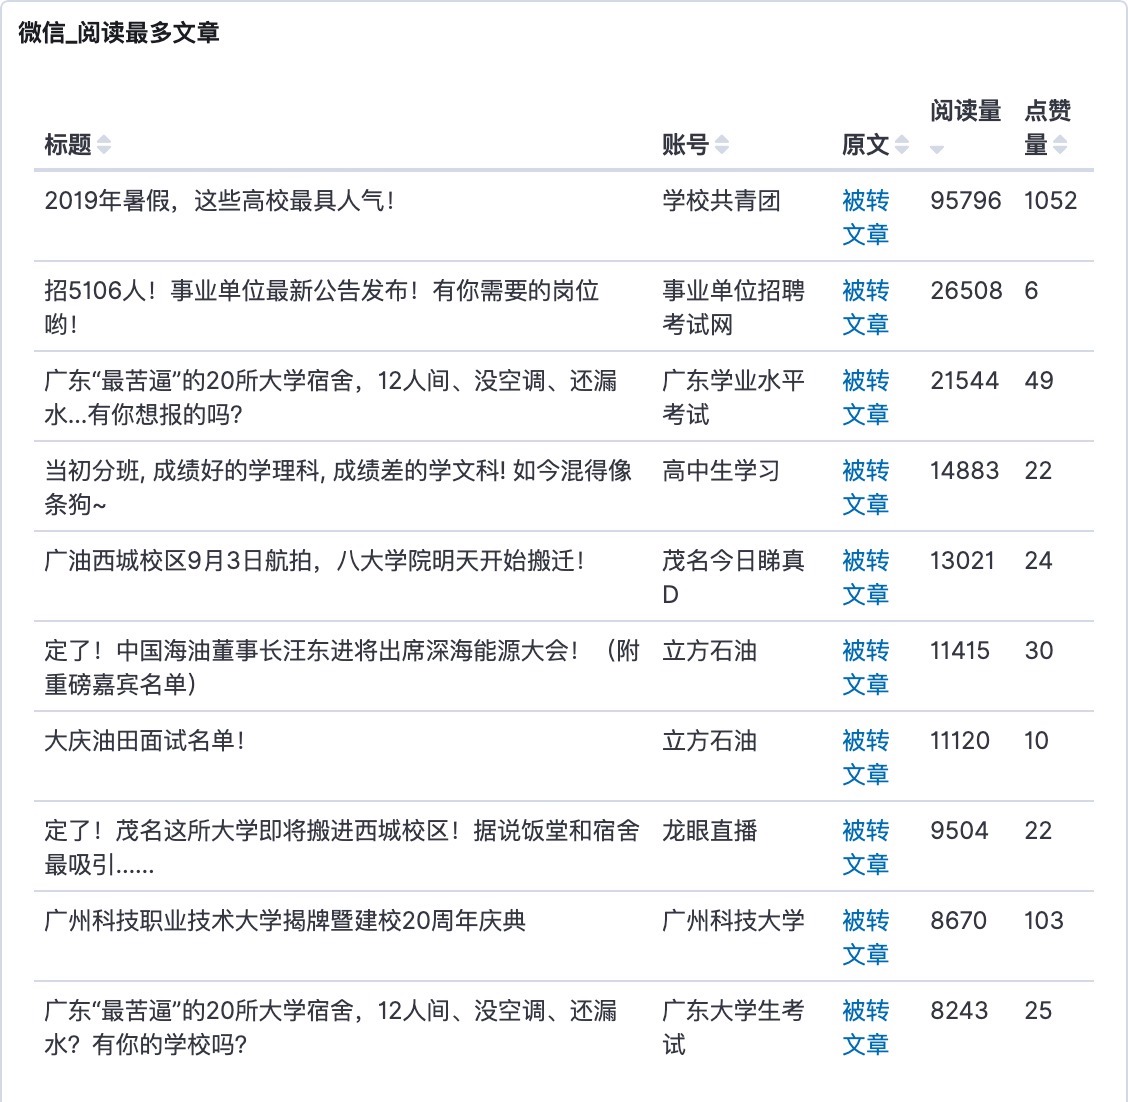 微信_阅读最多文章
标题 账号 原文 阅读量 点赞量
2019年暑假，这些高校最具人气！ 学校共青团 被转 95796 1052
文章
招5106人！事业单位最新公告发布！有你需要的岗位 事业单位招聘 被转 26508 6
哟！ 考试网 文章
广东“最苦逼”的20所大学宿舍，12人间、没空调、还漏 广东学业水平 被转 21544 49
水...有你想报的吗? 考试 文章
当初分班, 成绩好的学理科, 成绩差的学文科! 如今混得像 高中生学习 被转 14883 22
条狗~ 文章
广油西城校区9月3日航拍，八大学院明天开始搬迁！ 茂名今日睇真 被转 13021 24
D 文章
定了！中国海油董事长汪东进将出席深海能源大会！（附 立方石油 被转 11415 30
重磅嘉宾名单） 文章
大庆油田面试名单！ 立方石油 被转 11120 10
文章
定了！茂名这所大学即将搬进西城校区！据说饭堂和宿舍 龙眼直播 被转 9504 22
最吸引…… 文章
广州科技职业技术大学揭牌暨建校20周年庆典 广州科技大学 被转 8670 103
文章
广东“最苦逼”的20所大学宿舍，12人间、没空调、还漏 广东大学生考 被转 8243 25
水？有你的学校吗? 试 文章